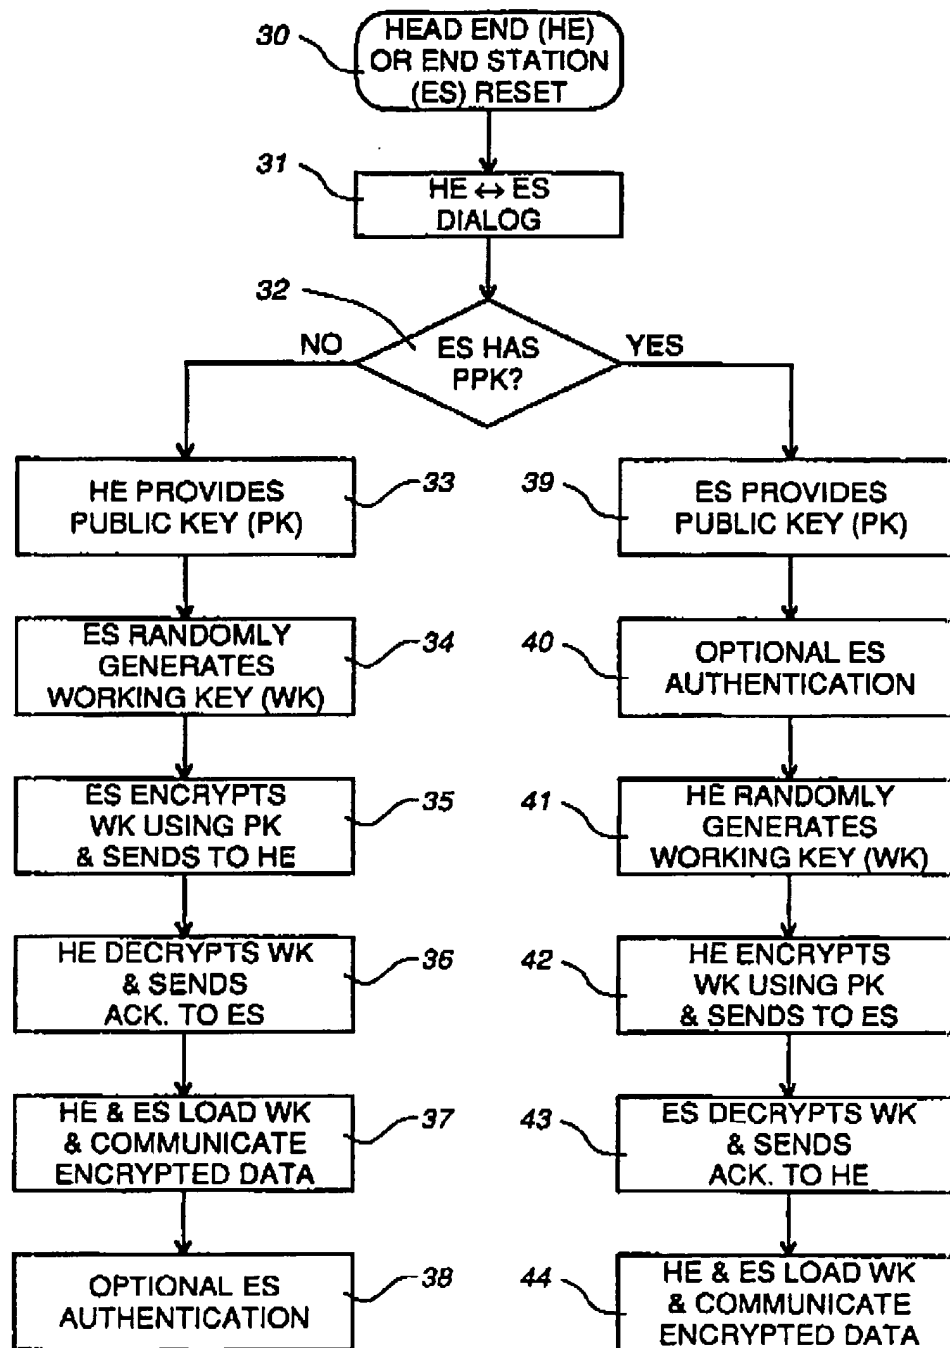 30
HEAD END (HE)
OR END STATION
(ES) RESET
31
HE ↔ ES
DIALOG
32
NO
ES HAS
PPK?
YES
HE PROVIDES
PUBLIC KEY (PK)
33
39
ES PROVIDES
PUBLIC KEY (PK)
ES RANDOMLY
GENERATES
WORKING KEY (WK)
34
40
OPTIONAL ES
AUTHENTICATION
ES ENCRYPTS
WK USING PK
& SENDS TO HE
35
41
HE RANDOMLY
GENERATES
WORKING KEY (WK)
HE DECRYPTS WK
& SENDS
ACK. TO ES
36
42
HE ENCRYPTS
WK USING PK
& SENDS TO ES
HE & ES LOAD WK
& COMMUNICATE
ENCRYPTED DATA
37
43
ES DECRYPTS WK
& SENDS
ACK. TO HE
OPTIONAL ES
AUTHENTICATION
38
44
HE & ES LOAD WK
& COMMUNICATE
ENCRYPTED DATA